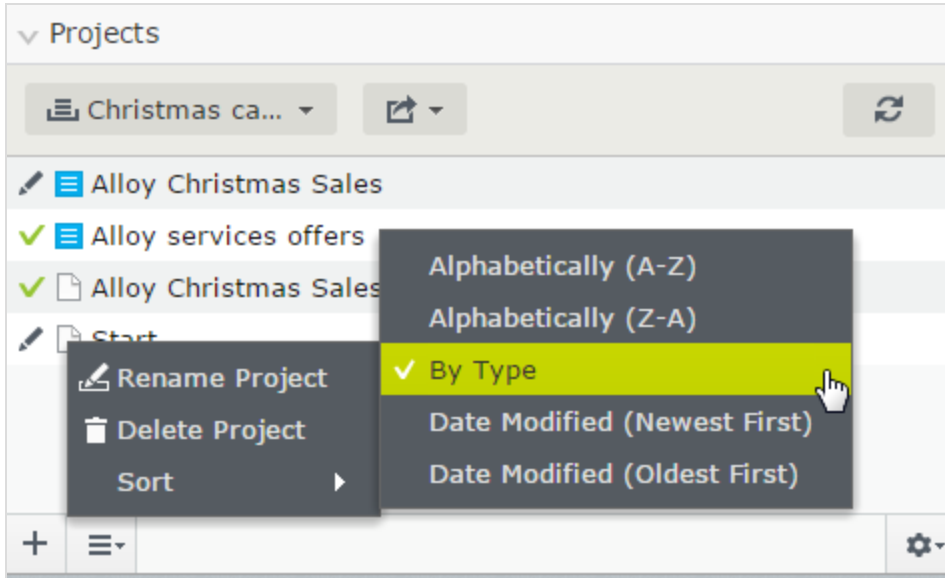 Projects
Christmas ca...
Alloy Christmas Sales
Alloy services offers
Alloy Christmas Sales
Start
Rename Project
Delete Project
Sort
Alphabetically (A-Z)
Alphabetically (Z-A)
By Type
Date Modified (Newest First)
Date Modified (Oldest First)